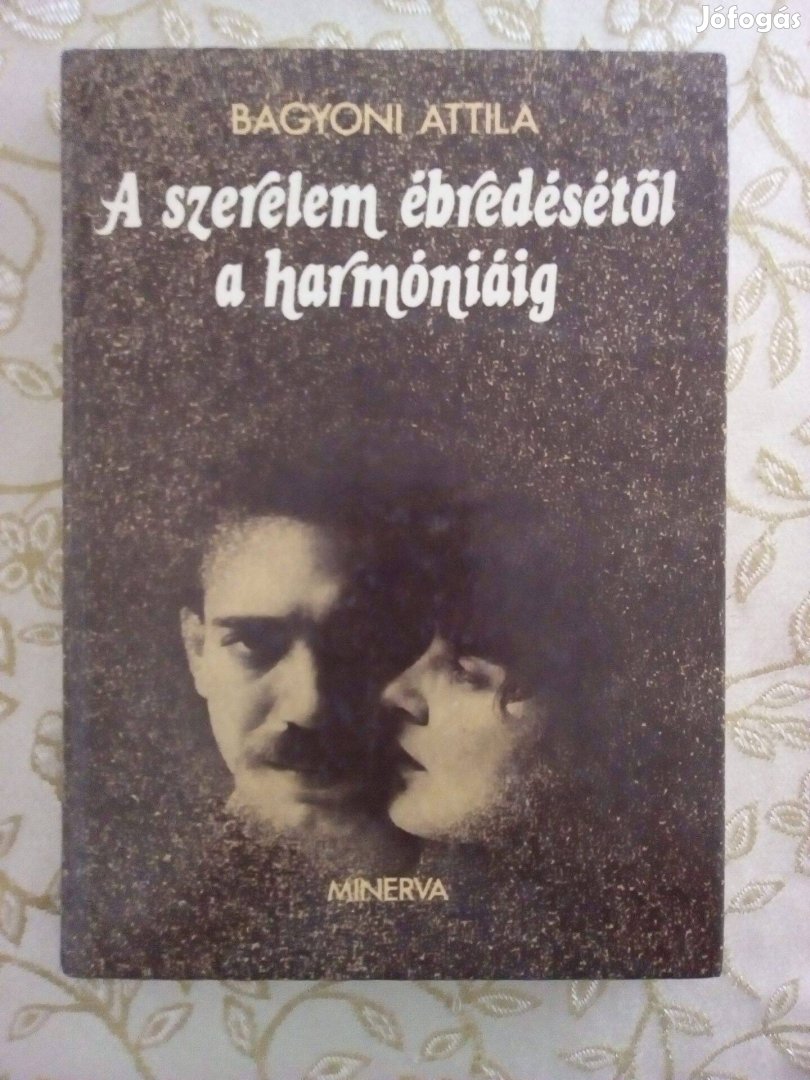 Jófogás
BAGYONI ATTILA
A szerelem ébredésétől
a harmóniáig
MINERVA